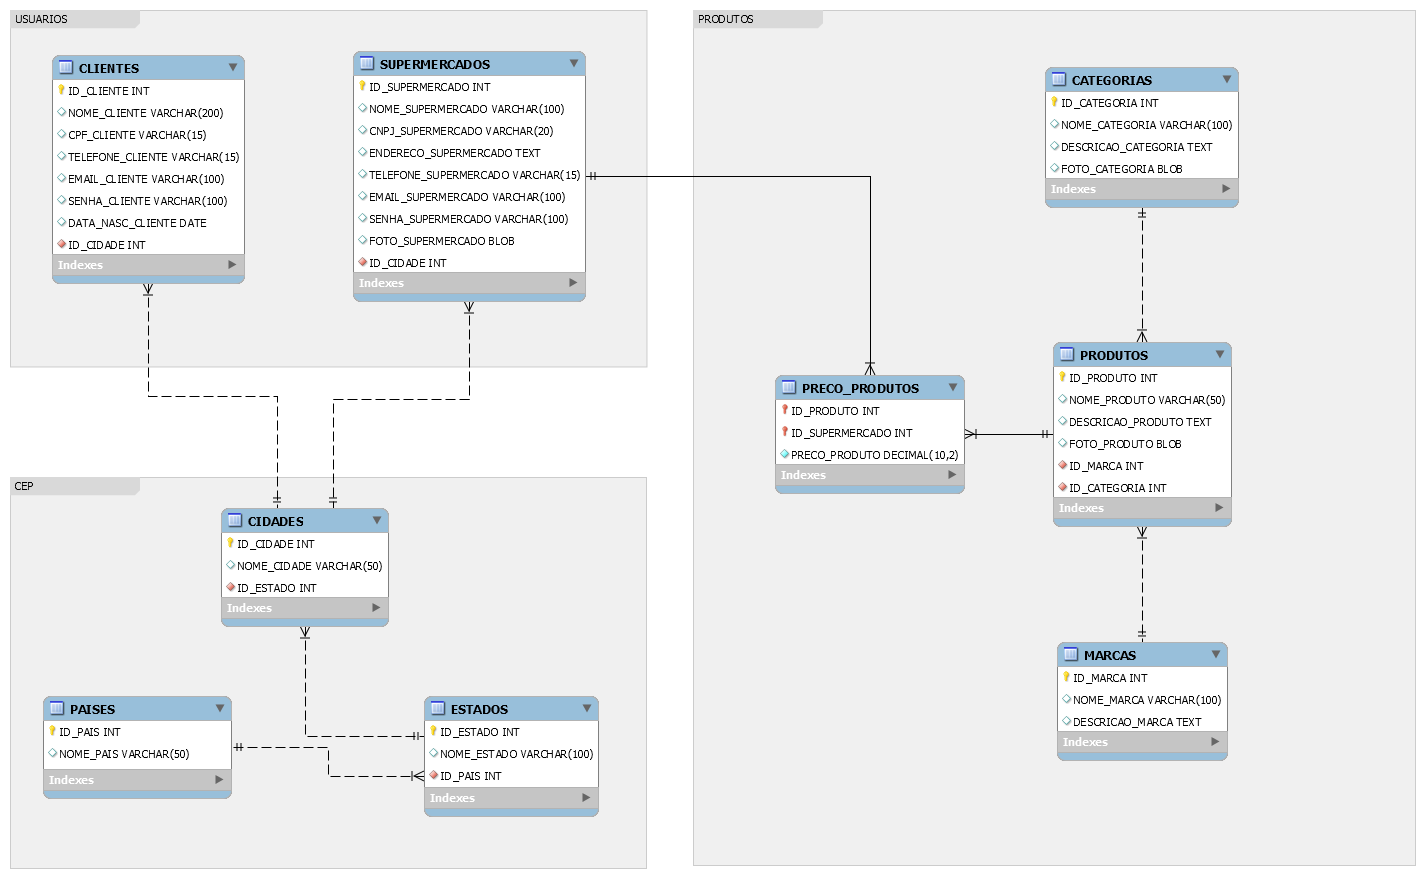 USUARIOS
CLIENTES
ID_CLIENTE INT
NOME_CLIENTE VARCHAR(200)
CPF_CLIENTE VARCHAR(15)
TELEFONE_CLIENTE VARCHAR(15)
EMAIL_CLIENTE VARCHAR(100)
SENHA_CLIENTE VARCHAR(100)
DATA_NASC_CLIENTE DATE
ID_CIDADE INT
Indexes
SUPERMERCADOS
ID_SUPERMERCADO INT
NOME_SUPERMERCADO VARCHAR(100)
CNPJ_SUPERMERCADO VARCHAR(20)
ENDERECO_SUPERMERCADO TEXT
TELEFONE_SUPERMERCADO VARCHAR(15)
EMAIL_SUPERMERCADO VARCHAR(100)
SENHA_SUPERMERCADO VARCHAR(100)
FOTO_SUPERMERCADO BLOB
ID_CIDADE INT
Indexes
CEP
CIDADES
ID_CIDADE INT
NOME_CIDADE VARCHAR(50)
ID_ESTADO INT
Indexes
PAISES
ID_PAIS INT
NOME_PAIS VARCHAR(50)
Indexes
ESTADOS
ID_ESTADO INT
NOME_ESTADO VARCHAR(100)
ID_PAIS INT
Indexes
PRODUTOS
CATEGORIAS
ID_CATEGORIA INT
NOME_CATEGORIA VARCHAR(100)
DESCRICAO_CATEGORIA TEXT
FOTO_CATEGORIA BLOB
Indexes
PRECO_PRODUTOS
ID_PRODUTO INT
ID_SUPERMERCADO INT
PRECO_PRODUTO DECIMAL(10,2)
Indexes
PRODUTOS
ID_PRODUTO INT
NOME_PRODUTO VARCHAR(50)
DESCRICAO_PRODUTO TEXT
FOTO_PRODUTO BLOB
ID_MARCA INT
ID_CATEGORIA INT
Indexes
MARCAS
ID_MARCA INT
NOME_MARCA VARCHAR(100)
DESCRICAO_MARCA TEXT
Indexes